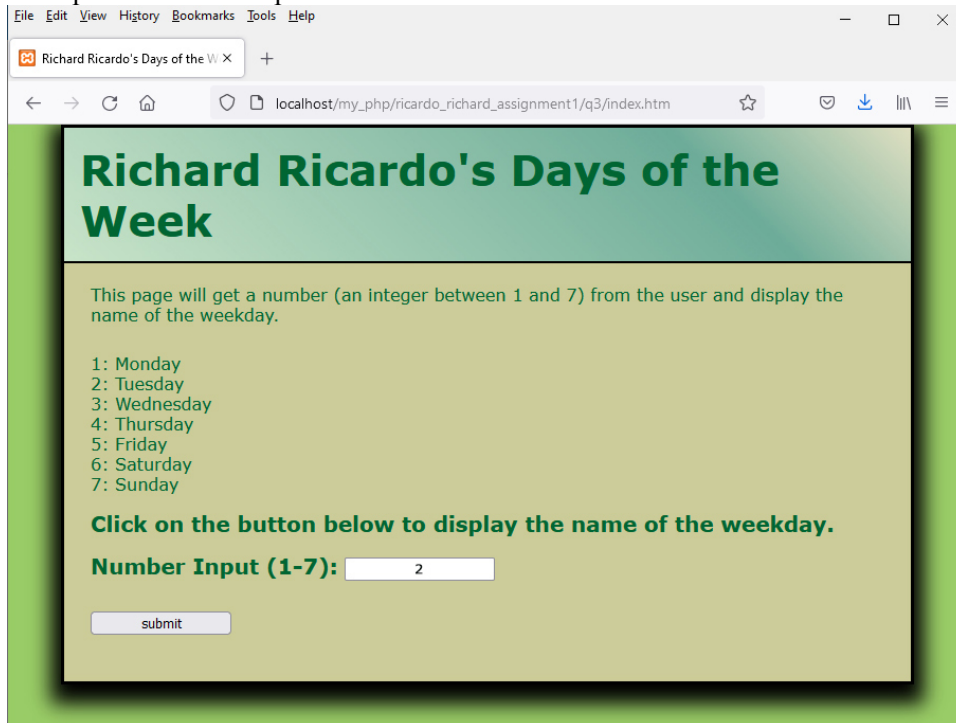 File Edit View History Bookmarks Tools Help
Richard Ricardo's Days of the W
localhost/my_php/ricardo_richard_assignment1/q3/index.htm
Richard Ricardo's Days of the
Week
This page will get a number (an integer between 1 and 7) from the user and display the
name of the weekday.
1: Monday
2: Tuesday
3: Wednesday
4: Thursday
5: Friday
6: Saturday
7: Sunday
Click on the button below to display the name of the weekday.
Number Input (1-7): 2
submit